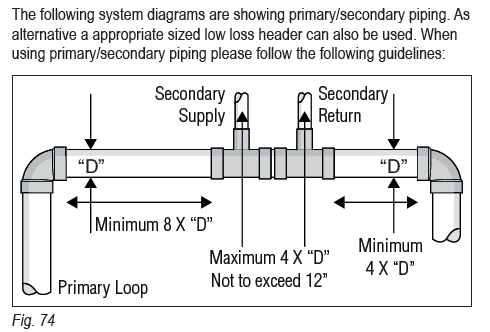 The following system diagrams are showing primary/secondary piping. As
alternative a appropriate sized low loss header can also be used. When
using primary/secondary piping please follow the following guidelines:
Secondary
Supply
Secondary
Return
“D”
“D”
Minimum 8 X “D”
Maximum 4 X “D”
Not to exceed 12”
Minimum
4 X “D”
Primary Loop
Fig. 74